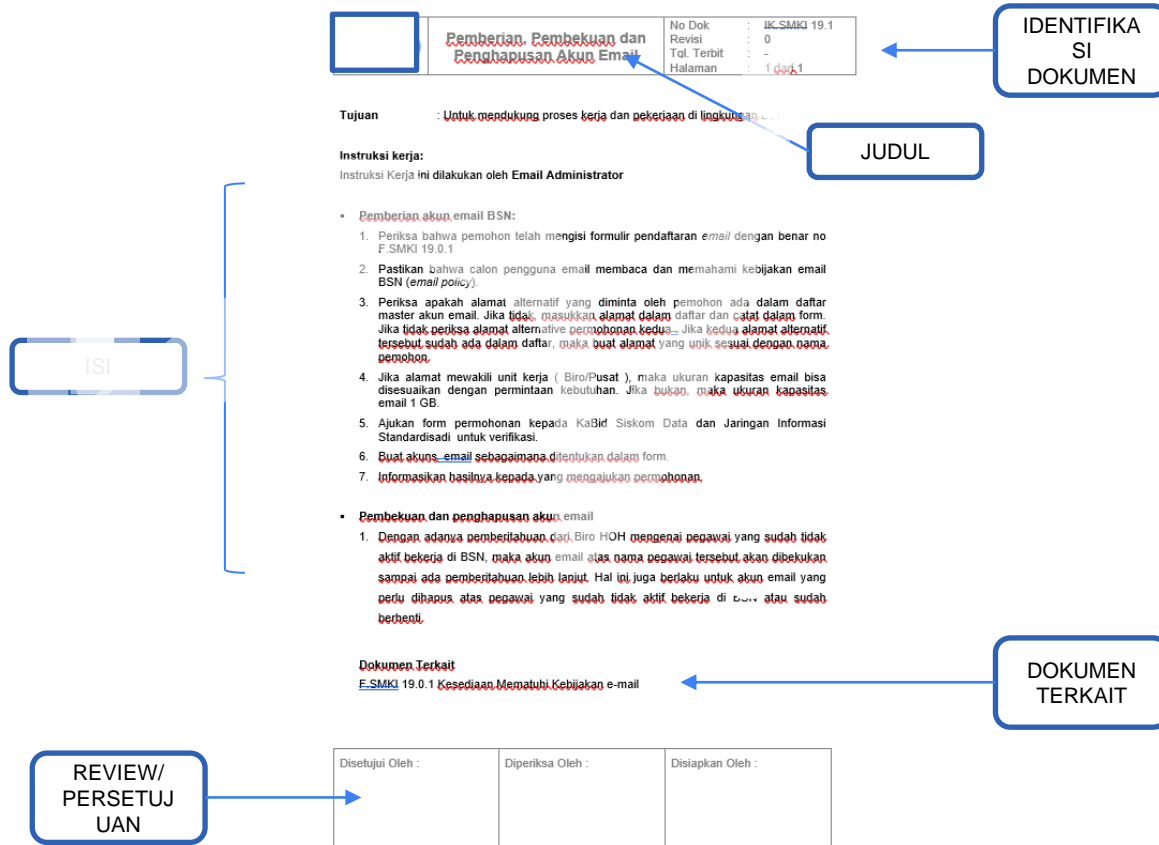 Pemberian, Pembekuan dan
Penghapusan Akun Email
No Dok : IK.SMKI 19.1
Revisi : 0
Tgl. Terbit : -
Halaman : 1 dari 1
IDENTIFIKA
SI
DOKUMEN
Tujuan : Untuk mendukung proses kerja dan pekerjaan di lingkungan
JUDUL
Instruksi kerja:
Instruksi Kerja ini dilakukan oleh Email Administrator
▪ Pemberian akun email BSN:
1. Periksa bahwa pemohon telah mengisi formulir pendaftaran email dengan benar no
F.SMKI 19.0.1
2. Pastikan bahwa calon pengguna email membaca dan memahami kebijakan email
BSN (email policy).
3. Periksa apakah alamat alternatif yang diminta oleh pemohon ada dalam daftar
master akun email. Jika tidak, masukkan alamat dalam daftar dan catat dalam form.
Jika tidak periksa alamat alternative permohonan kedua. Jika kedua alamat alternatif
tersebut sudah ada dalam daftar, maka buat alamat yang unik sesuai dengan nama
pemohon.
ISI
4. Jika alamat mewakili unit kerja ( Biro/Pusat ), maka ukuran kapasitas email bisa
disesuaikan dengan permintaan kebutuhan. Jika bukan, maka ukuran kapasitas
email 1 GB.
5. Ajukan form permohonan kepada KaBid Siskom Data dan Jaringan Informasi
Standardisadi untuk verifikasi.
6. Buat akuns email sebagaimana ditentukan dalam form.
7. Informasikan hasilnya kepada yang mengajukan permohonan.
▪ Pembekuan dan penghapusan akun email
1. Dengan adanya pemberitahuan dari Biro HOH mengenai pegawai yang sudah tidak
aktif bekerja di BSN, maka akun email atas nama pegawai tersebut akan dibekukan
sampai ada pemberitahuan lebih lanjut. Hal ini juga berlaku untuk akun email yang
perlu dihapus atas pegawai yang sudah tidak aktif bekerja di BSN atau sudah
berhenti.
Dokumen Terkait
F.SMKI 19.0.1 Kesediaan Mematuhi Kebijakan e-mail
DOKUMEN
TERKAIT
REVIEW/
PERSETUJ
UAN
Disetujui Oleh : Diperiksa Oleh : Disiapkan Oleh :